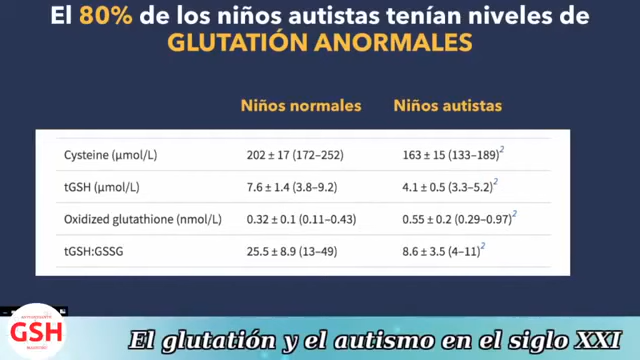 El 80% de los niños autistas tenían niveles de
GLUTATIÓN ANORMALES
Niños normales Niños autistas
Cysteine (μmol/L) 202 ± 17 (172–252) 163 ± 15 (133–189)2
tGSH (μmol/L) 7.6 ± 1.4 (3.8–9.2) 4.1 ± 0.5 (3.3–5.2)2
Oxidized glutathione (nmol/L) 0.32 ± 0.1 (0.11–0.43) 0.55 ± 0.2 (0.29–0.97)2
tGSH:GSSG 25.5 ± 8.9 (13–49) 8.6 ± 3.5 (4–11)2
GSH
El glutatión y el autismo en el siglo XXI